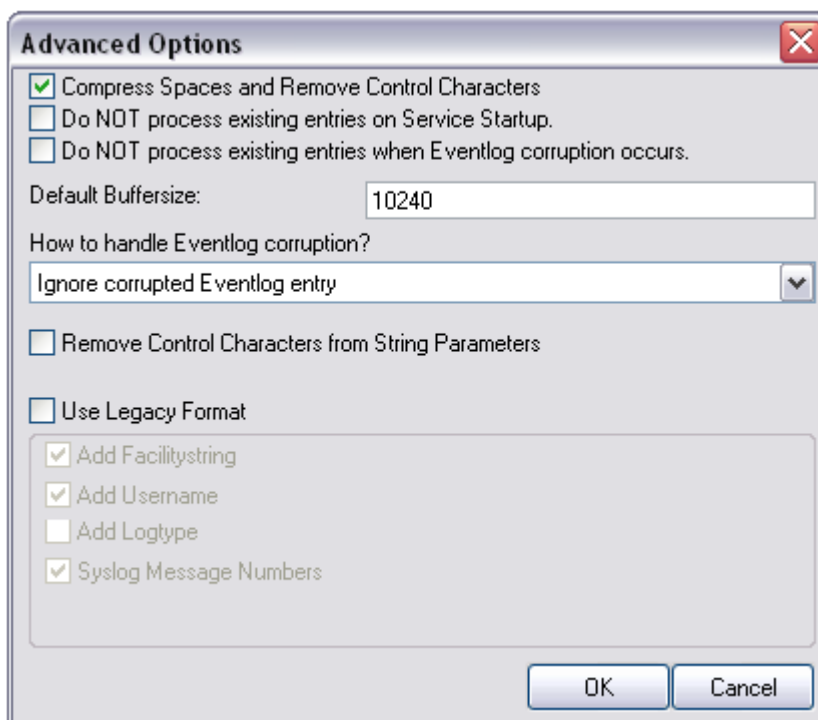 Advanced Options
Compress Spaces and Remove Control Characters
Do NOT process existing entries on Service Startup.
Do NOT process existing entries when Eventlog corruption occurs.
Default Buffersize: 10240
How to handle Eventlog corruption?
Ignore corrupted Eventlog entry
Remove Control Characters from String Parameters
Use Legacy Format
Add Facilitystring
Add Username
Add Logtype
Syslog Message Numbers
OK Cancel